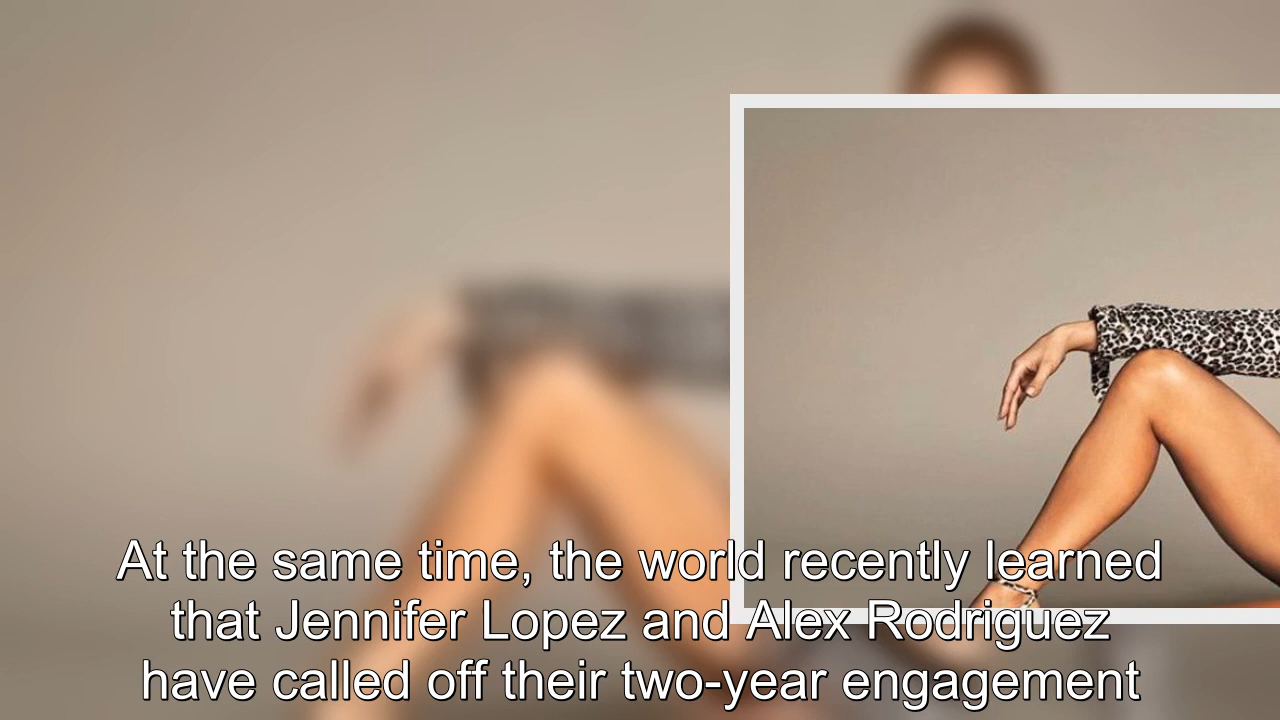 At the same time, the world recently learned
that Jennifer Lopez and Alex Rodriguez
have called off their two-year engagement